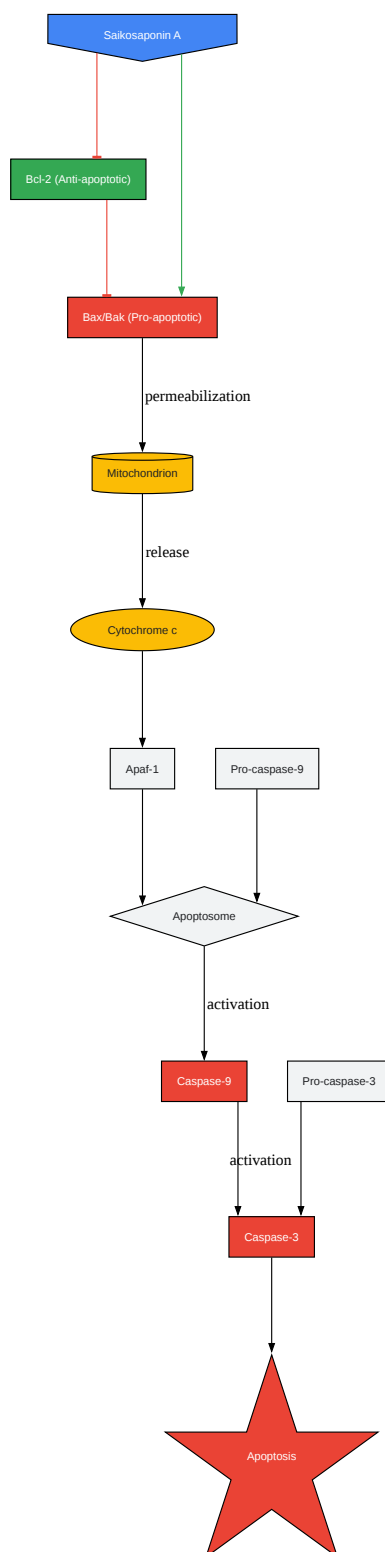 Saikosaponin A
Bcl-2 (Anti-apoptotic)
Bax/Bak (Pro-apoptotic)
permeabilization
Mitochondrion
release
Cytochrome c
Apaf-1
Pro-caspase-9
Apoptosome
activation
Caspase-9
Pro-caspase-3
activation
Caspase-3
Apoptosis